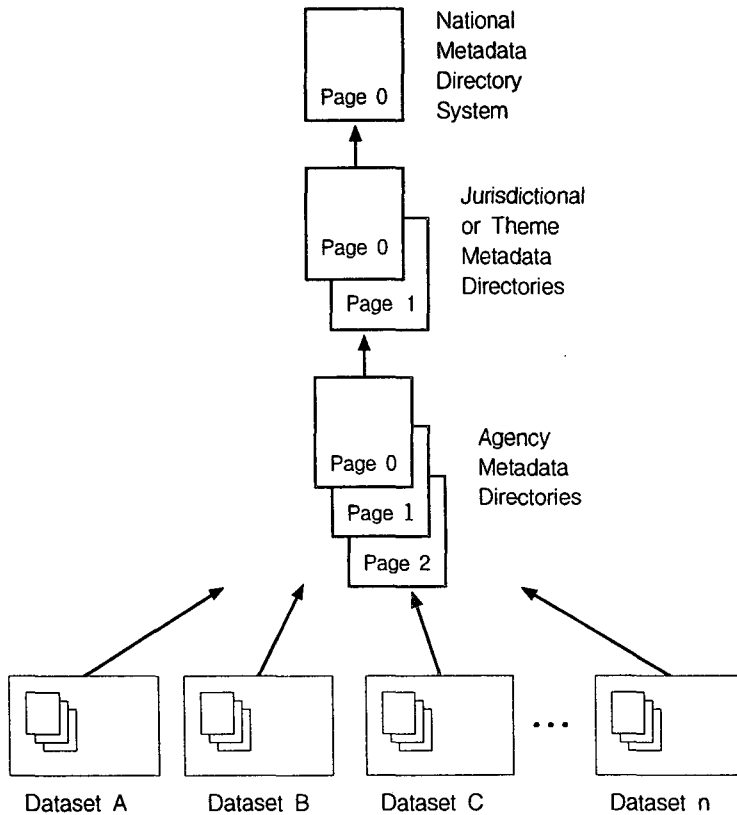 National
Metadata
Directory
System
Page 0
Jurisdictional
or Theme
Metadata
Directories
Page 0
Page 1
Agency
Metadata
Directories
Page 0
Page 1
Page 2
...
Dataset A
Dataset B
Dataset C
Dataset n